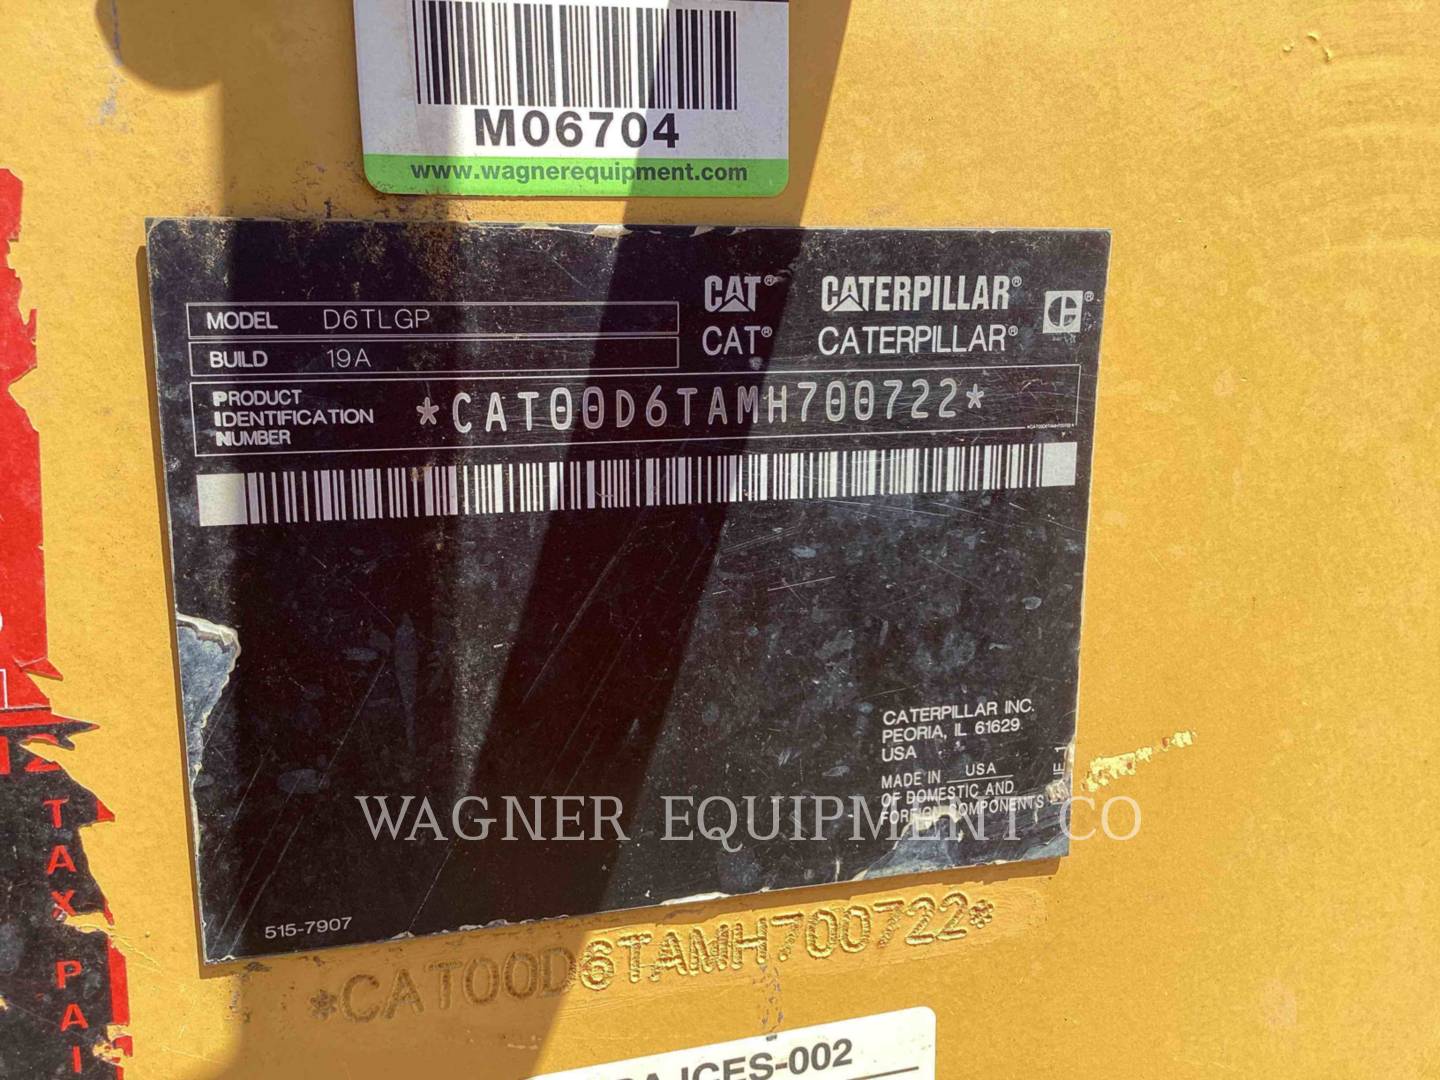 M06704
www.wagnerequipment.com
CAT® CATERPILLAR®
CAT® CATERPILLAR®
MODEL D6TLGP
BUILD 19A
PRODUCT
IDENTIFICATION
NUMBER
*CAT00D6TAMH700722*
CATERPILLAR INC.
PEORIA, IL 61629
USA
MADE IN USA
OF DOMESTIC AND
FOREIGN COMPONENTS
WAGNER EQUIPMENT CO
515-7907
*CAT00D6TAMH700722*
ICES-002
TAX
PAI